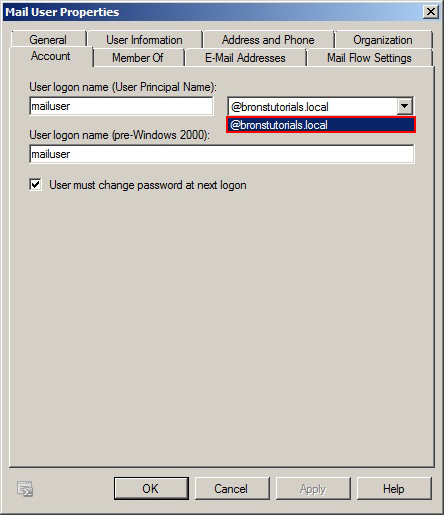 Mail User Properties
General User Information Address and Phone Organization
Account Member Of E-Mail Addresses Mail Flow Settings
User logon name (User Principal Name):
mailuser @bronstutorials.local
@bronstutorials.local
User logon name (pre-Windows 2000):
mailuser
User must change password at next logon
OK Cancel Apply Help